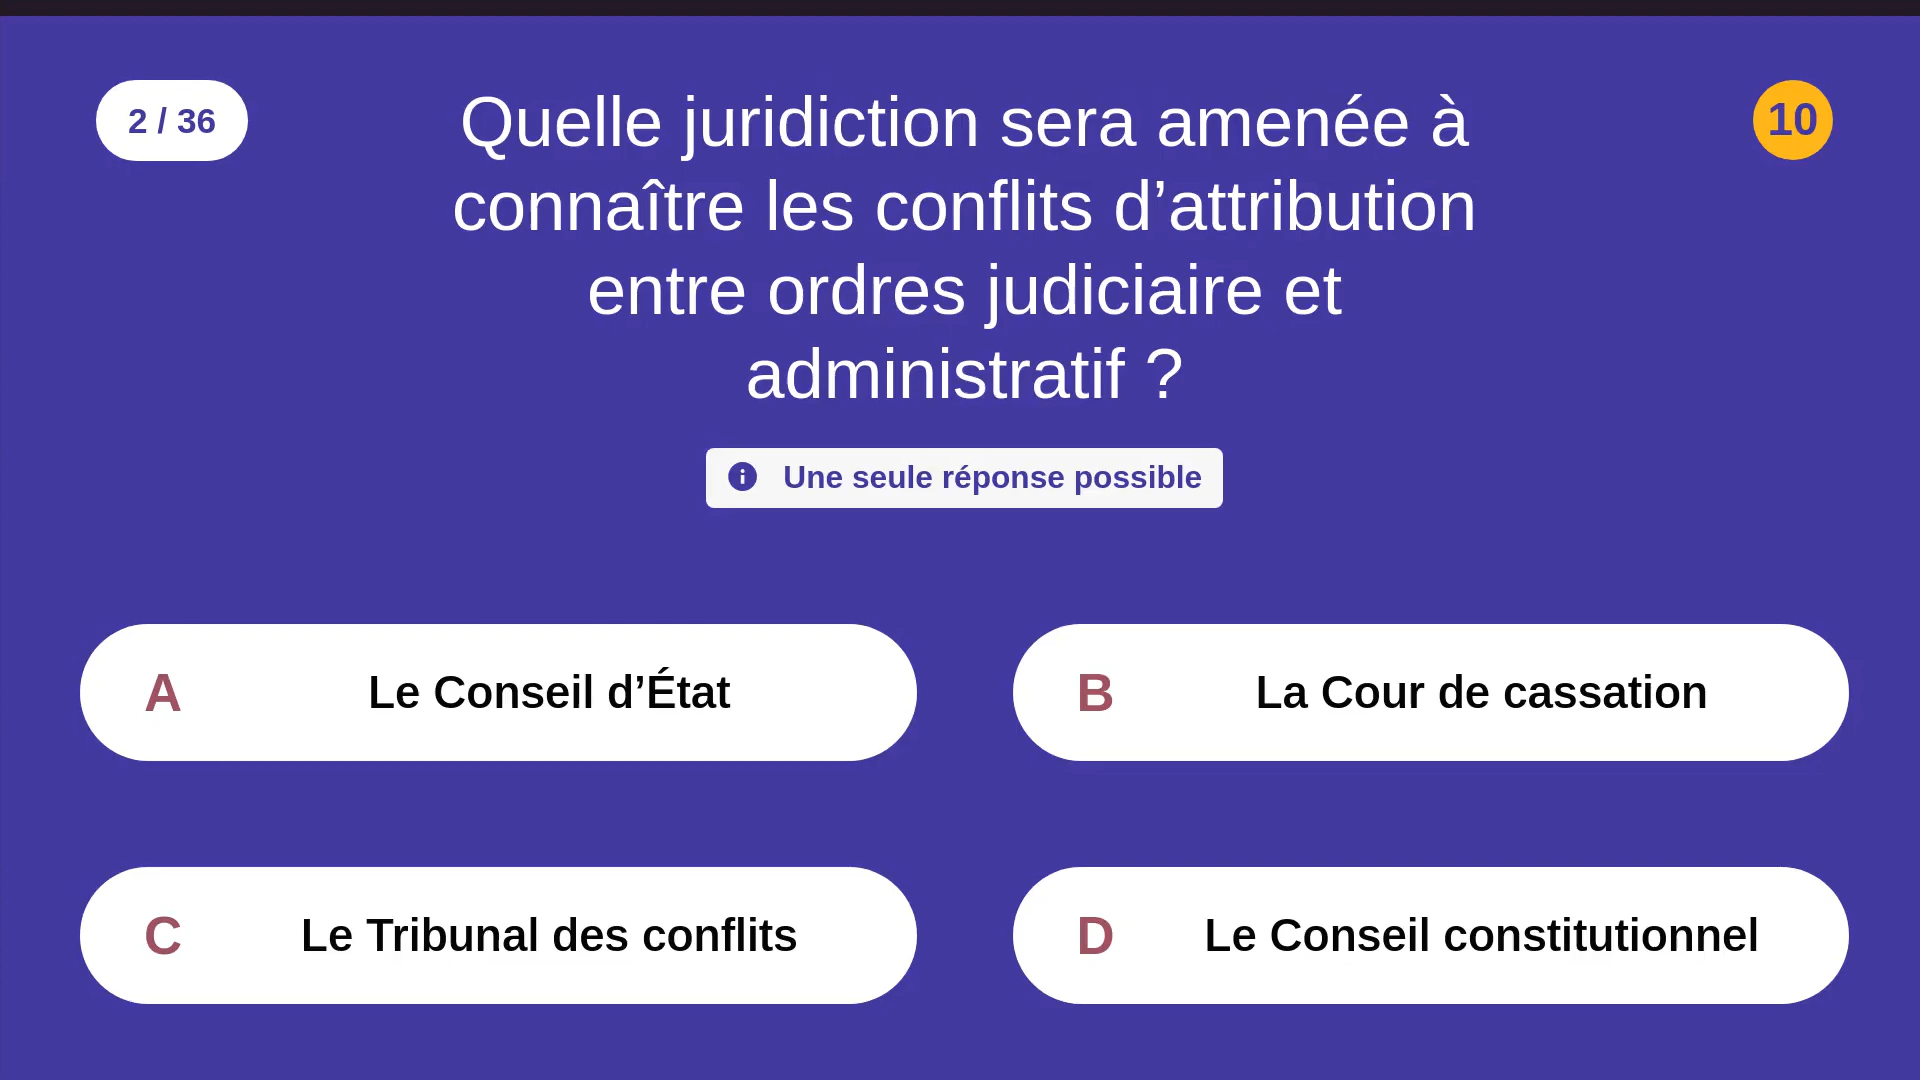 2 / 36
Quelle juridiction sera amenée à
connaître les conflits d’attribution
entre ordres judiciaire et
administratif ?
10
Une seule réponse possible
A Le Conseil d’État
B La Cour de cassation
C Le Tribunal des conflits
D Le Conseil constitutionnel